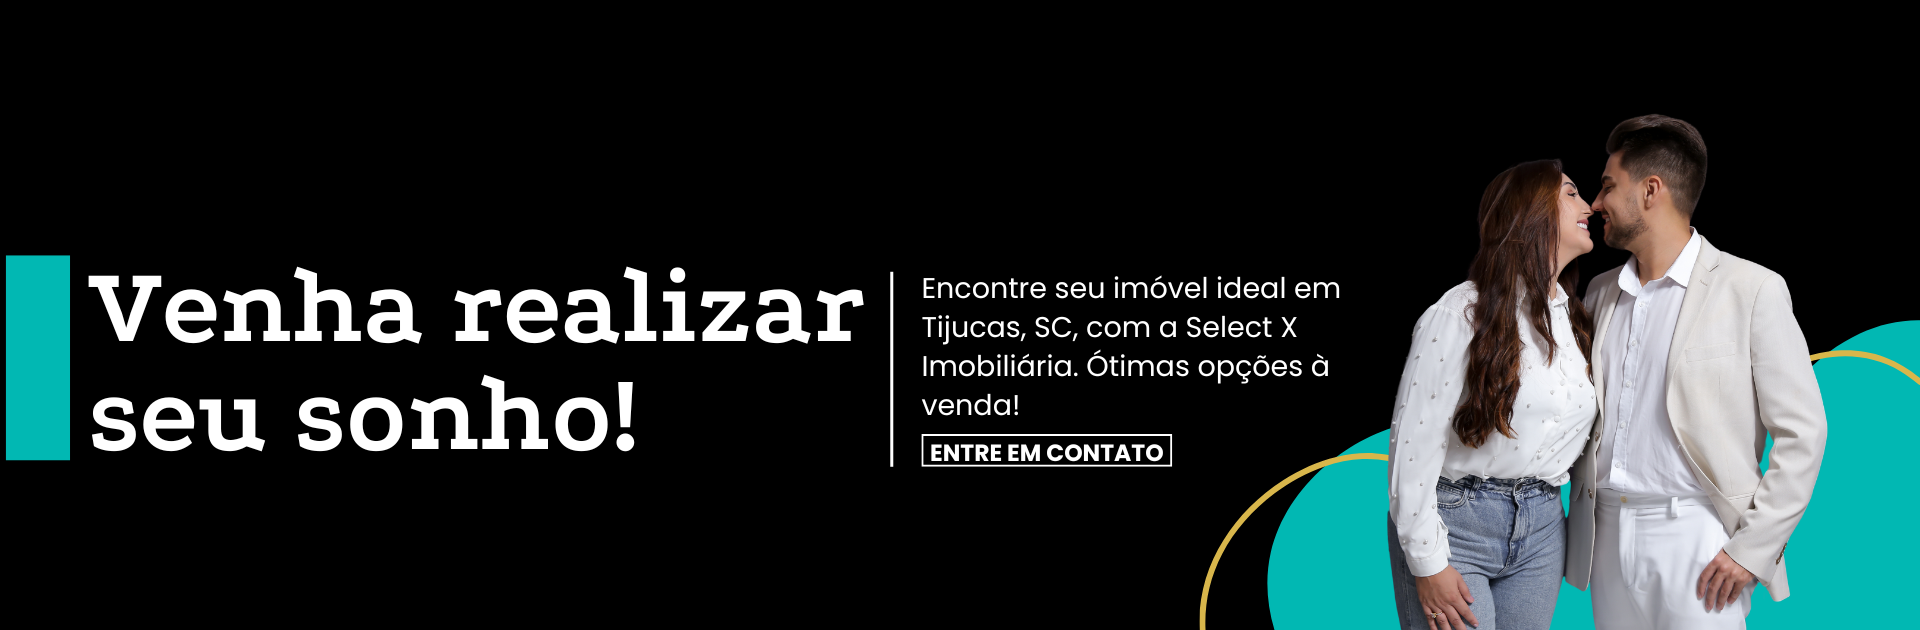 Venha realizar
seu sonho!
Encontre seu imóvel ideal em
Tijucas, SC, com a Select X
Imobiliária. Ótimas opções à
venda!
ENTRE EM CONTATO